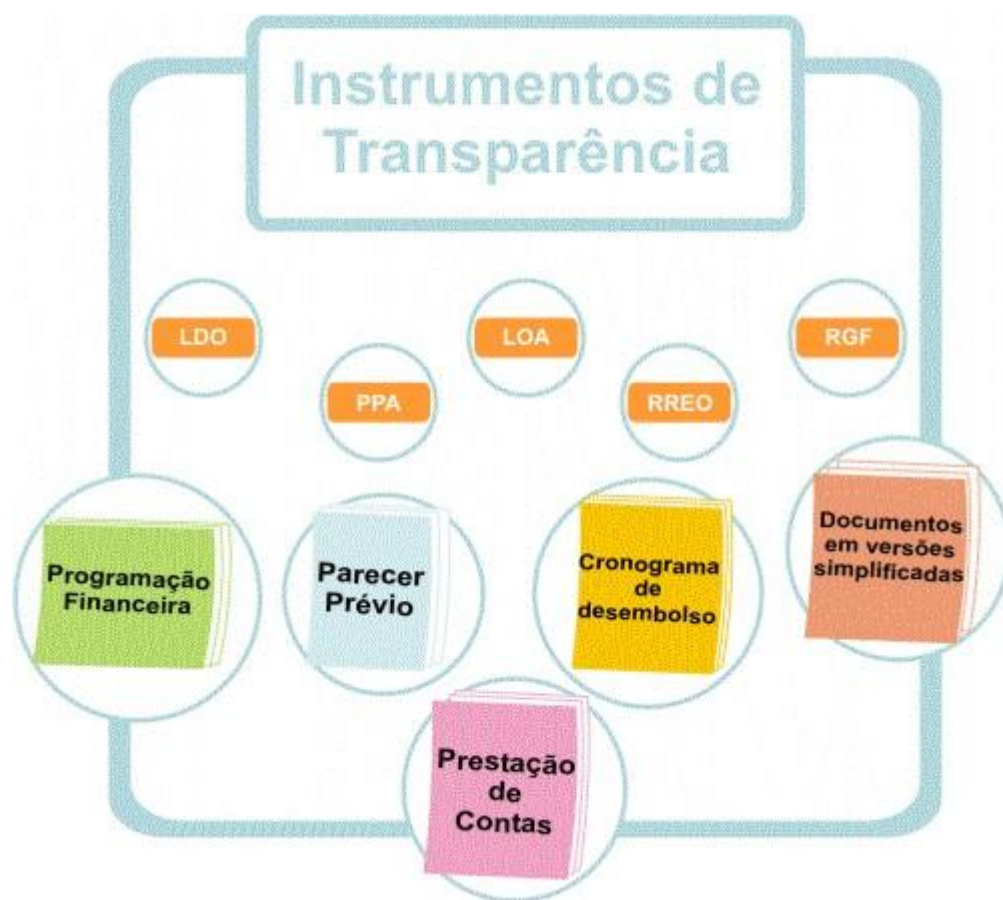 Instrumentos de
Transparência
LDO
LOA
RGF
PPA
RREO
Programação
Financeira
Parecer
Prévio
Cronograma
de
desembolso
Documentos
em versões
simplificadas
Prestação
de
Contas